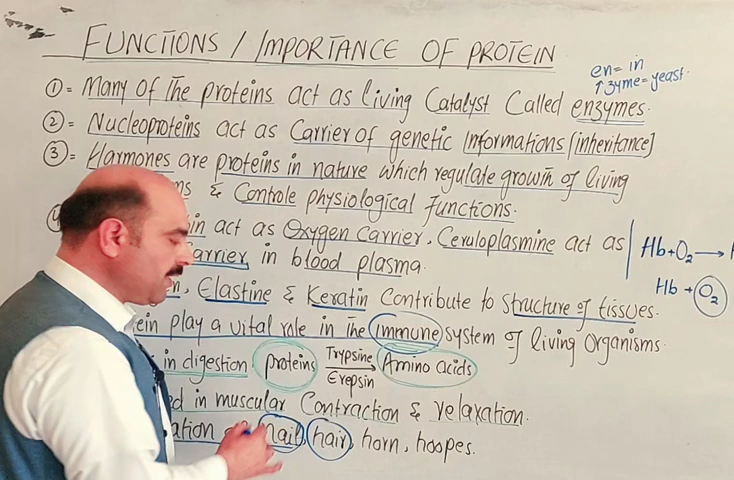 FUNCTIONS / IMPORTANCE OF PROTEIN
en= in
↑zyme=yeast.
①= Many of The proteins act as living Catalyst Called enzymes.
②= Nucleoproteins act as Carrier of genetic Informations [inheritance]
③= Harmones are proteins in nature which regulate growth of living
& Controle physiological functions.
in act as Oxygen carrier, Ceruloplasmine act as
carrier in blood plasma.
Hb+O₂ →
Hb + O₂
Elastine & Keratin Contribute to structure of tissues.
play a vital role in the immune system of living organisms
in digestion proteins Trypsine → Erepsin Amino acids
in muscular Contraction & relaxation.
nail, hair, horn, hoopes.